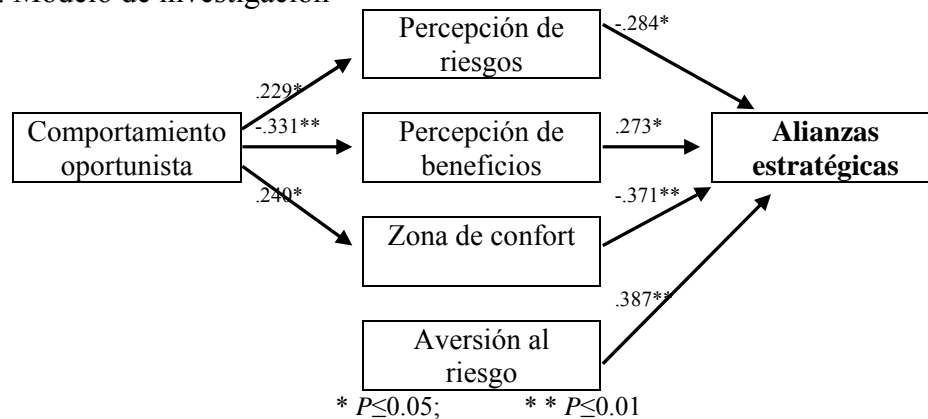 . Modelo de investigación
Percepción de
riesgos
-.284*
.229*
-.331**
Comportamiento
oportunista
Percepción de
beneficios
.273*
Alianzas
estratégicas
.240*
-.371**
Zona de confort
.387**
Aversión al
riesgo
* P≤0.05; * * P≤0.01